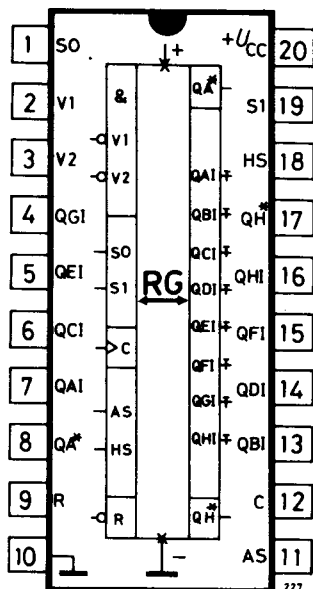 1 SO + +UCC 20
2 V1 & QA* S1 19
V1
3 V2 V2 QAI HS 18
4 QGI QBI QH* 17
SO QCI
5 QEI S1 RG QDI QHI 16
6 QCI C QEI QFI 15
QFI
7 QAI AS QGI QDI 14
8 QA* HS QHI QBI 13
9 R R QH* C 12
10 - AS 11
227